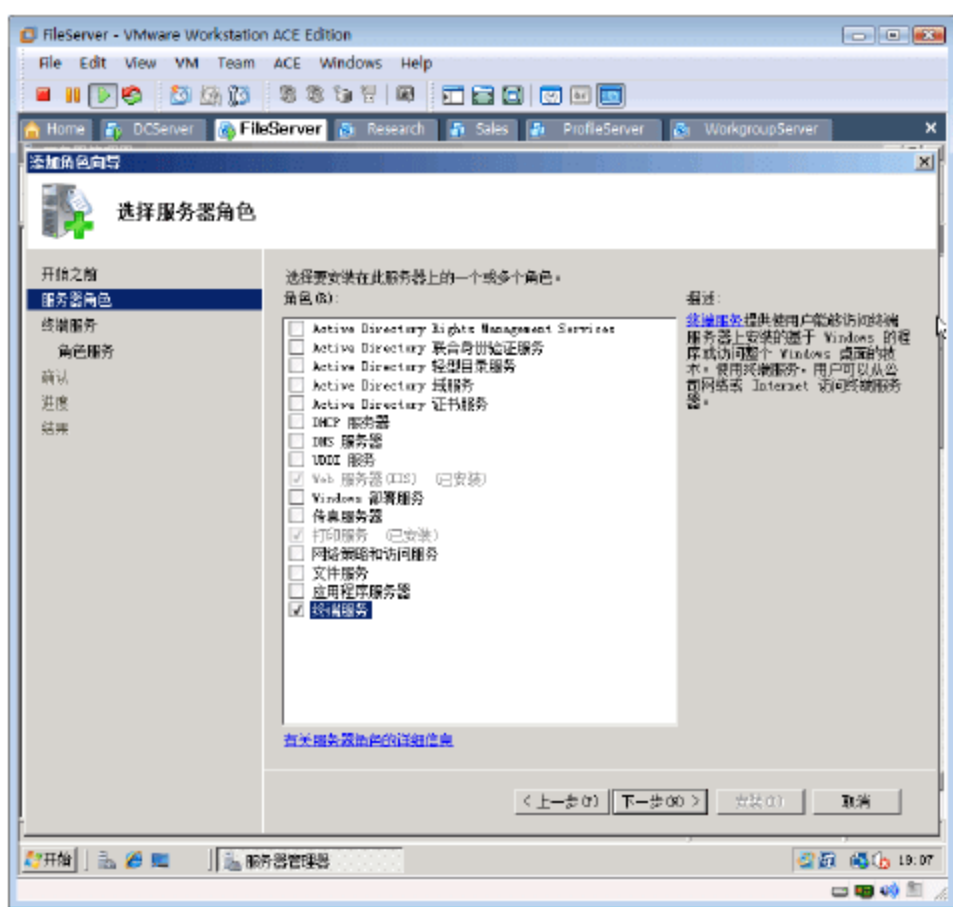 FileServer - VMware Workstation ACE Edition
File Edit View VM Team ACE Windows Help
Home DCServer FileServer Research Sales ProfileServer WorkgroupServer
添加角色向导
选择服务器角色
开始之前
服务器角色
终端服务
角色服务
确认
进度
结果
选择要安装在此服务器上的一个或多个角色。
角色(R):
Active Directory Rights Management Services
Active Directory 联合身份验证服务
Active Directory 轻型目录服务
Active Directory 域服务
Active Directory 证书服务
DHCP 服务器
DNS 服务器
UDDI 服务
Web 服务器(IIS) (已安装)
Windows 部署服务
传真服务器
打印服务 (已安装)
网络策略和访问服务
文件服务
应用程序服务器
终端服务
有关服务器角色的详细信息
描述:
终端服务提供使用户能够访问终端
服务器上安装的基于 Windows 的程
序或访问整个 Windows 桌面的技
术。使用终端服务,用户可以从公
司网络或 Internet 访问终端服务
器。
< 上一步(P) 下一步(N) > 安装(I) 取消
开始 服务器管理器 19:07